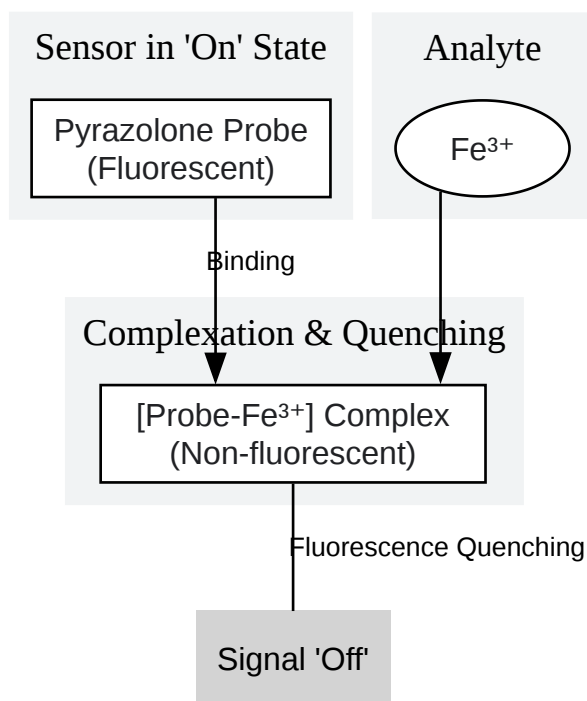 Sensor in 'On' State
Analyte
Pyrazolone Probe
(Fluorescent)
Fe³⁺
Binding
Complexation & Quenching
[Probe-Fe³⁺] Complex
(Non-fluorescent)
Fluorescence Quenching
Signal 'Off'